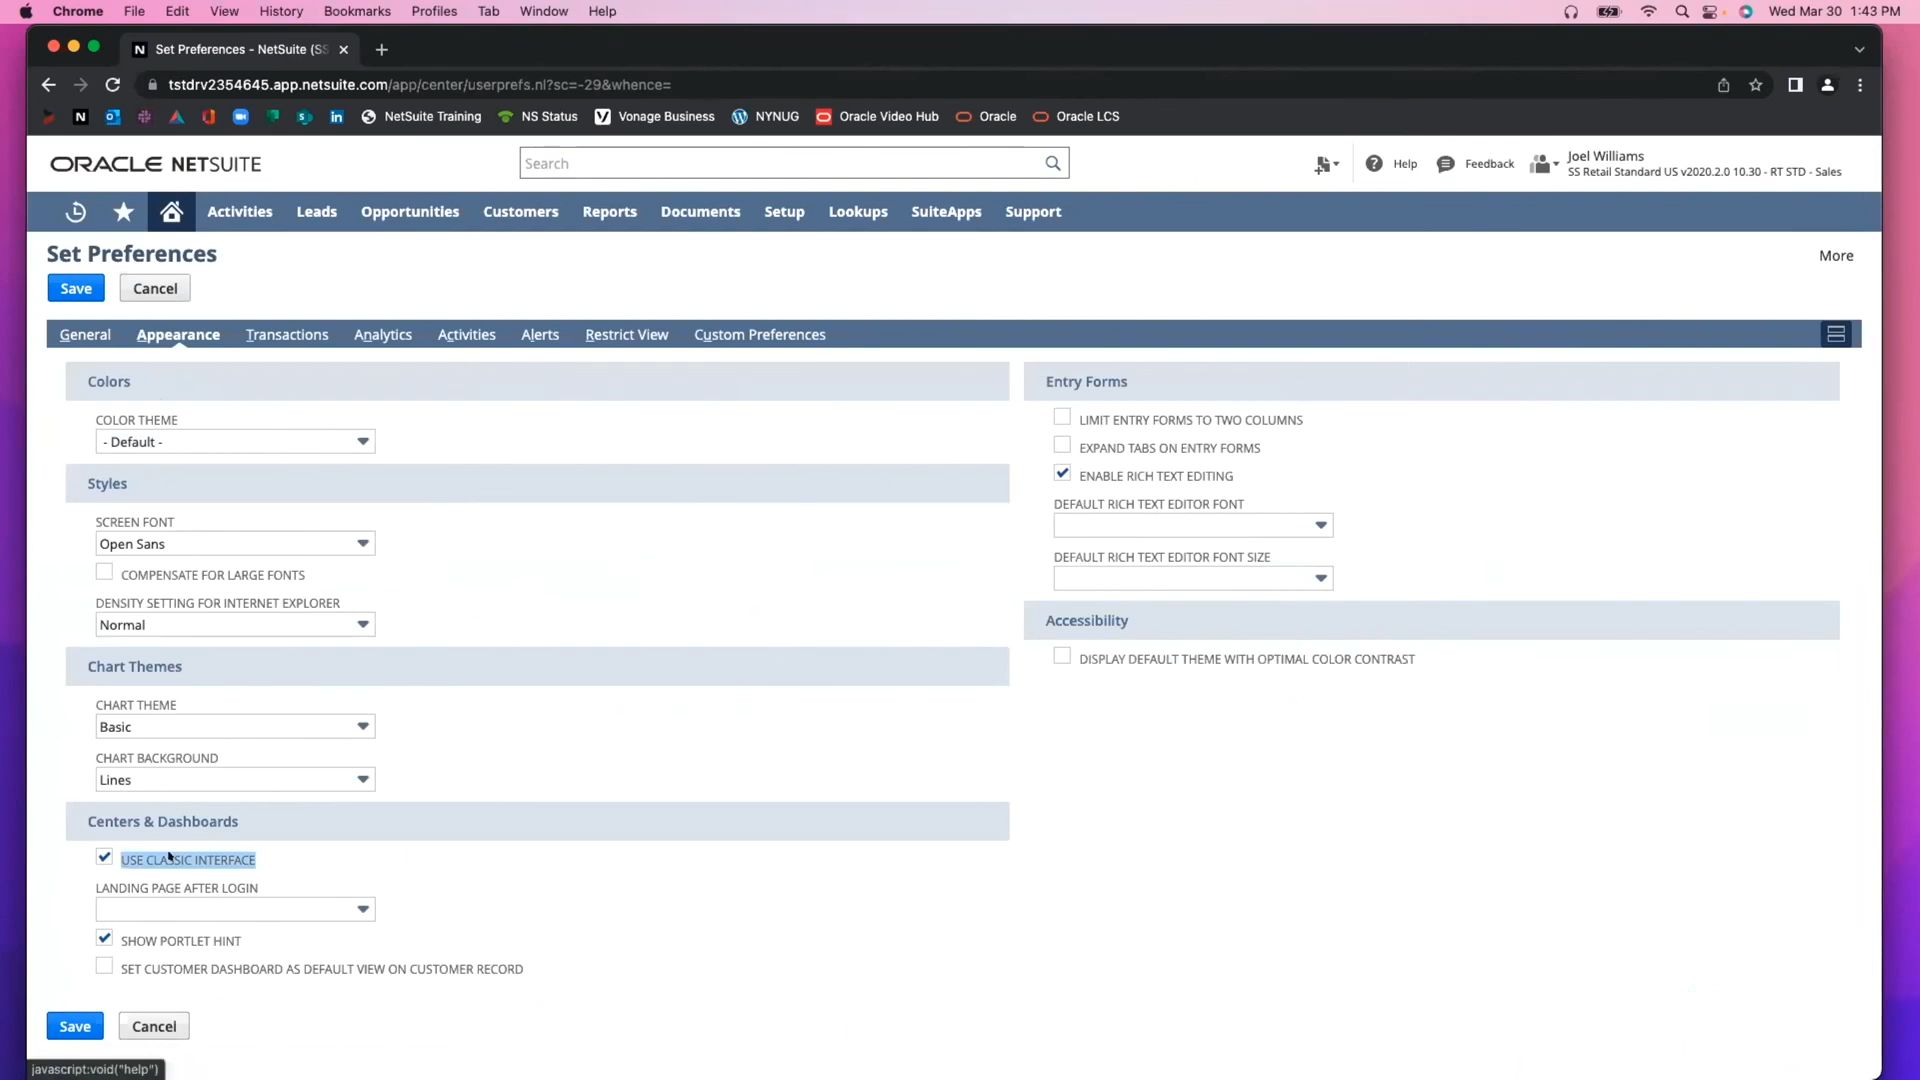 Chrome File Edit View History Bookmarks Profiles Tab Window Help Wed Mar 30 1:43 PM
N Set Preferences - NetSuite (SS
tstdrv2354645.app.netsuite.com/app/center/userprefs.nl?sc=-29&whence=
NetSuite Training NS Status Vonage Business NYNUG Oracle Video Hub Oracle Oracle LCS
ORACLE NETSUITE Search Help Feedback Joel Williams
SS Retail Standard US v2020.2.0 10.30 - RT STD - Sales
Activities Leads Opportunities Customers Reports Documents Setup Lookups SuiteApps Support
Set Preferences More
Save Cancel
General Appearance Transactions Analytics Activities Alerts Restrict View Custom Preferences
Colors
COLOR THEME
- Default -
Styles
SCREEN FONT
Open Sans
COMPENSATE FOR LARGE FONTS
DENSITY SETTING FOR INTERNET EXPLORER
Normal
Chart Themes
CHART THEME
Basic
CHART BACKGROUND
Lines
Centers & Dashboards
USE CLASSIC INTERFACE
LANDING PAGE AFTER LOGIN
SHOW PORTLET HINT
SET CUSTOMER DASHBOARD AS DEFAULT VIEW ON CUSTOMER RECORD
Entry Forms
LIMIT ENTRY FORMS TO TWO COLUMNS
EXPAND TABS ON ENTRY FORMS
ENABLE RICH TEXT EDITING
DEFAULT RICH TEXT EDITOR FONT
DEFAULT RICH TEXT EDITOR FONT SIZE
Accessibility
DISPLAY DEFAULT THEME WITH OPTIMAL COLOR CONTRAST
Save Cancel
javascript:void("help")